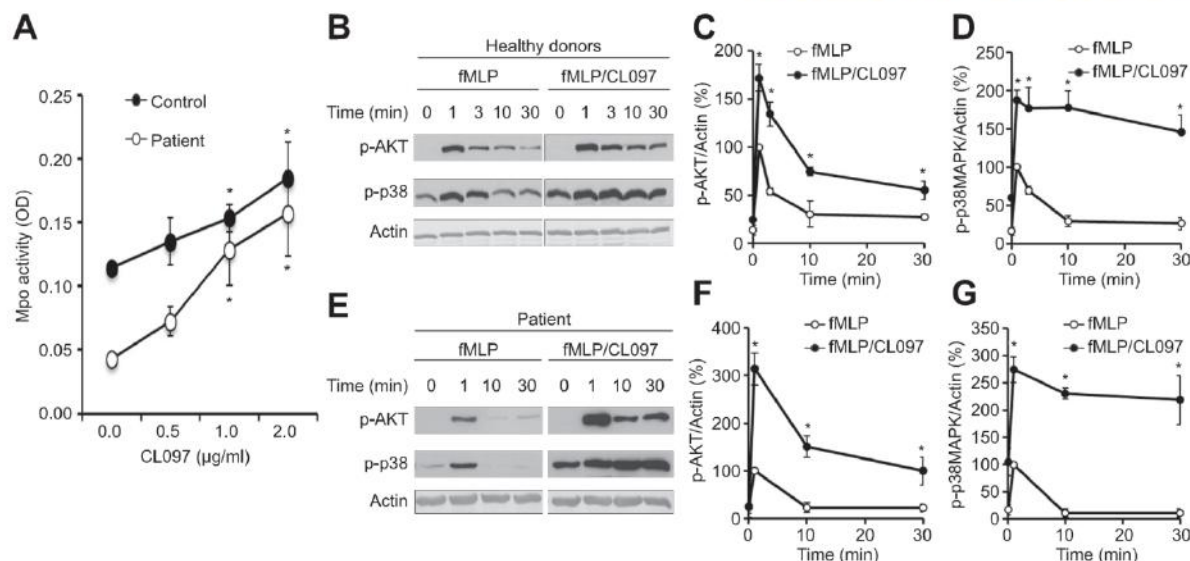 A
Mpo activity (OD)
0.25
0.20
0.15
0.10
0.05
0.00
Control
Patient
* * * *
0.0 0.5 1.0 2.0
CL097 (µg/ml)
B
Healthy donors
fMLP fMLP/CL097
Time (min) 0 1 3 10 30 0 1 3 10 30
p-AKT
p-p38
Actin
C
p-AKT/Actin (%)
200
150
100
50
0
fMLP
fMLP/CL097
* * * *
0 10 20 30
Time (min)
D
p-p38MAPK/Actin (%)
250
200
150
100
50
0
fMLP
fMLP/CL097
* * * *
0 10 20 30
Time (min)
E
Patient
fMLP fMLP/CL097
Time (min) 0 1 10 30 0 1 10 30
p-AKT
p-p38
Actin
F
p-AKT/Actin (%)
400
300
200
100
0
fMLP
fMLP/CL097
* * *
0 10 20 30
Time (min)
G
p-p38MAPK/Actin (%)
350
300
250
200
150
100
50
0
fMLP
fMLP/CL097
* * *
0 10 20 30
Time (min)